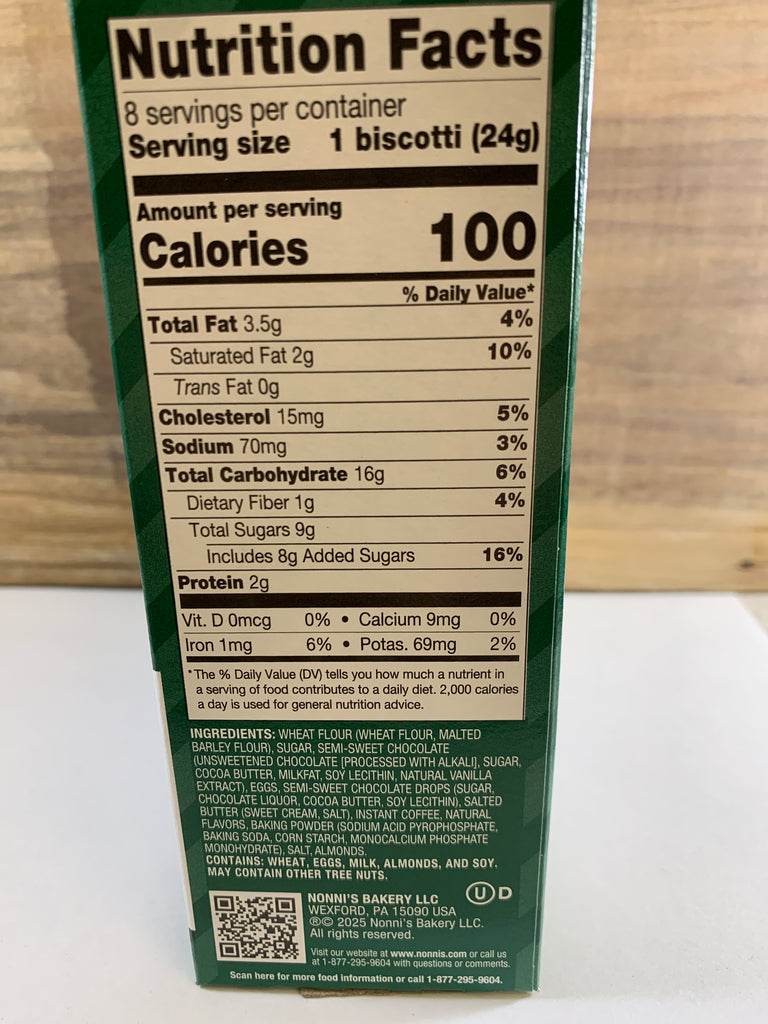 Nutrition Facts
8 servings per container
Serving size 1 biscotti (24g)
Amount per serving
Calories 100
% Daily Value*
Total Fat 3.5g 4%
Saturated Fat 2g 10%
Trans Fat 0g
Cholesterol 15mg 5%
Sodium 70mg 3%
Total Carbohydrate 16g 6%
Dietary Fiber 1g 4%
Total Sugars 9g
Includes 8g Added Sugars 16%
Protein 2g
Vit. D 0mcg 0% • Calcium 9mg 0%
Iron 1mg 6% • Potas. 69mg 2%
*The % Daily Value (DV) tells you how much a nutrient in
a serving of food contributes to a daily diet. 2,000 calories
a day is used for general nutrition advice.
INGREDIENTS: WHEAT FLOUR (WHEAT FLOUR, MALTED
BARLEY FLOUR), SUGAR, SEMI-SWEET CHOCOLATE
(UNSWEETENED CHOCOLATE [PROCESSED WITH ALKALI], SUGAR,
COCOA BUTTER, MILKFAT, SOY LECITHIN, NATURAL VANILLA
EXTRACT), EGGS, SEMI-SWEET CHOCOLATE DROPS (SUGAR,
CHOCOLATE LIQUOR, COCOA BUTTER, SOY LECITHIN), SALTED
BUTTER (SWEET CREAM, SALT), INSTANT COFFEE, NATURAL
FLAVORS, BAKING POWDER (SODIUM ACID PYROPHOSPHATE,
BAKING SODA, CORN STARCH, MONOCALCIUM PHOSPHATE
MONOHYDRATE), SALT, ALMONDS.
CONTAINS: WHEAT, EGGS, MILK, ALMONDS, AND SOY.
MAY CONTAIN OTHER TREE NUTS.
U D
NONNI'S BAKERY LLC
WEXFORD, PA 15090 USA
®© 2025 Nonni's Bakery LLC.
All rights reserved.
Visit our website at www.nonnis.com or call us
at 1-877-295-9604 with questions or comments.
Scan here for more food information or call 1-877-295-9604.